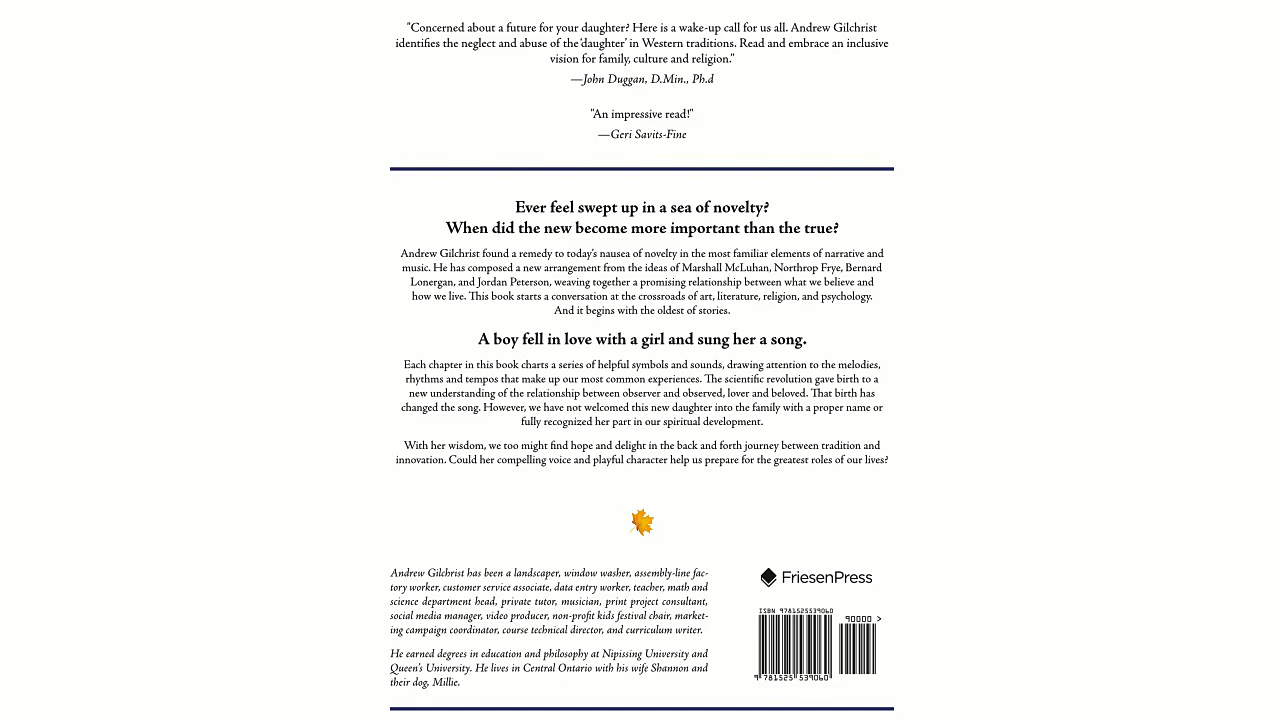 "Concerned about a future for your daughter? Here is a wake-up call for us all. Andrew Gilchrist
identifies the neglect and abuse of the 'daughter' in Western traditions. Read and embrace an inclusive
vision for family, culture and religion."
—John Duggan, D.Min., Ph.d
"An impressive read!"
—Geri Savits-Fine
Ever feel swept up in a sea of novelty?
When did the new become more important than the true?
Andrew Gilchrist found a remedy to today's nausea of novelty in the most familiar elements of narrative and
music. He has composed a new arrangement from the ideas of Marshall McLuhan, Northrop Frye, Bernard
Lonergan, and Jordan Peterson, weaving together a promising relationship between what we believe and
how we live. This book starts a conversation at the crossroads of art, literature, religion, and psychology.
And it begins with the oldest of stories.
A boy fell in love with a girl and sung her a song.
Each chapter in this book charts a series of helpful symbols and sounds, drawing attention to the melodies,
rhythms and tempos that make up our most common experiences. The scientific revolution gave birth to a
new understanding of the relationship between observer and observed, lover and beloved. That birth has
changed the song. However, we have not welcomed this new daughter into the family with a proper name or
fully recognized her part in our spiritual development.
With her wisdom, we too might find hope and delight in the back and forth journey between tradition and
innovation. Could her compelling voice and playful character help us prepare for the greatest roles of our lives?
Andrew Gilchrist has been a landscaper, window washer, assembly-line fac-
tory worker, customer service associate, data entry worker, teacher, math and
science department head, private tutor, musician, print project consultant,
social media manager, video producer, non-profit kids festival chair, market-
ing campaign coordinator, course technical director, and curriculum writer.
He earned degrees in education and philosophy at Nipissing University and
Queen's University. He lives in Central Ontario with his wife Shannon and
their dog, Millie.
FriesenPress
ISBN 9781525539060
90000 >
9 781525 539060